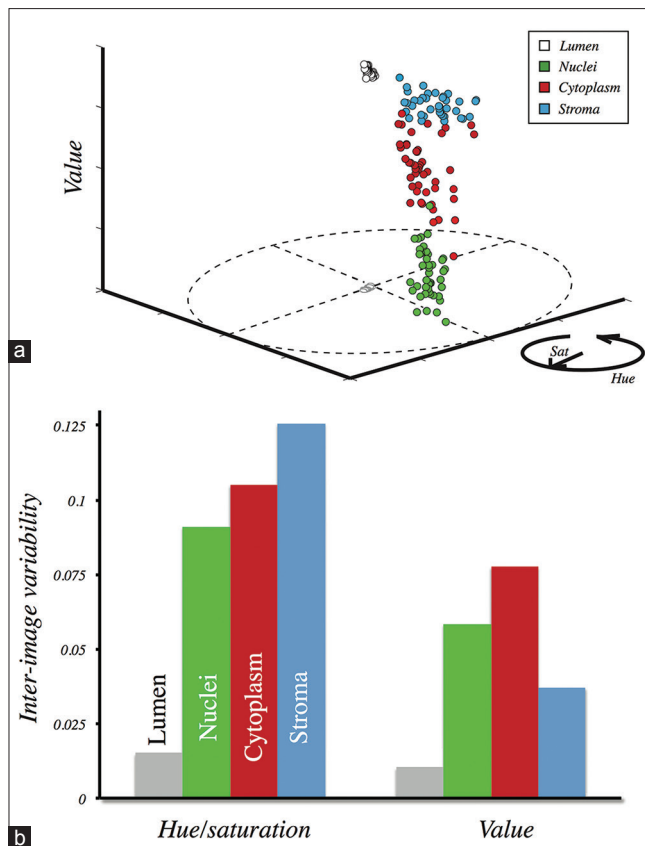 Value
Lumen
Nuclei
Cytoplasm
Stroma
Sat
Hue
a
Inter-image variability
0.125
0.1
0.075
0.05
0.025
0
Lumen
Nuclei
Cytoplasm
Stroma
Hue/saturation
Value
b